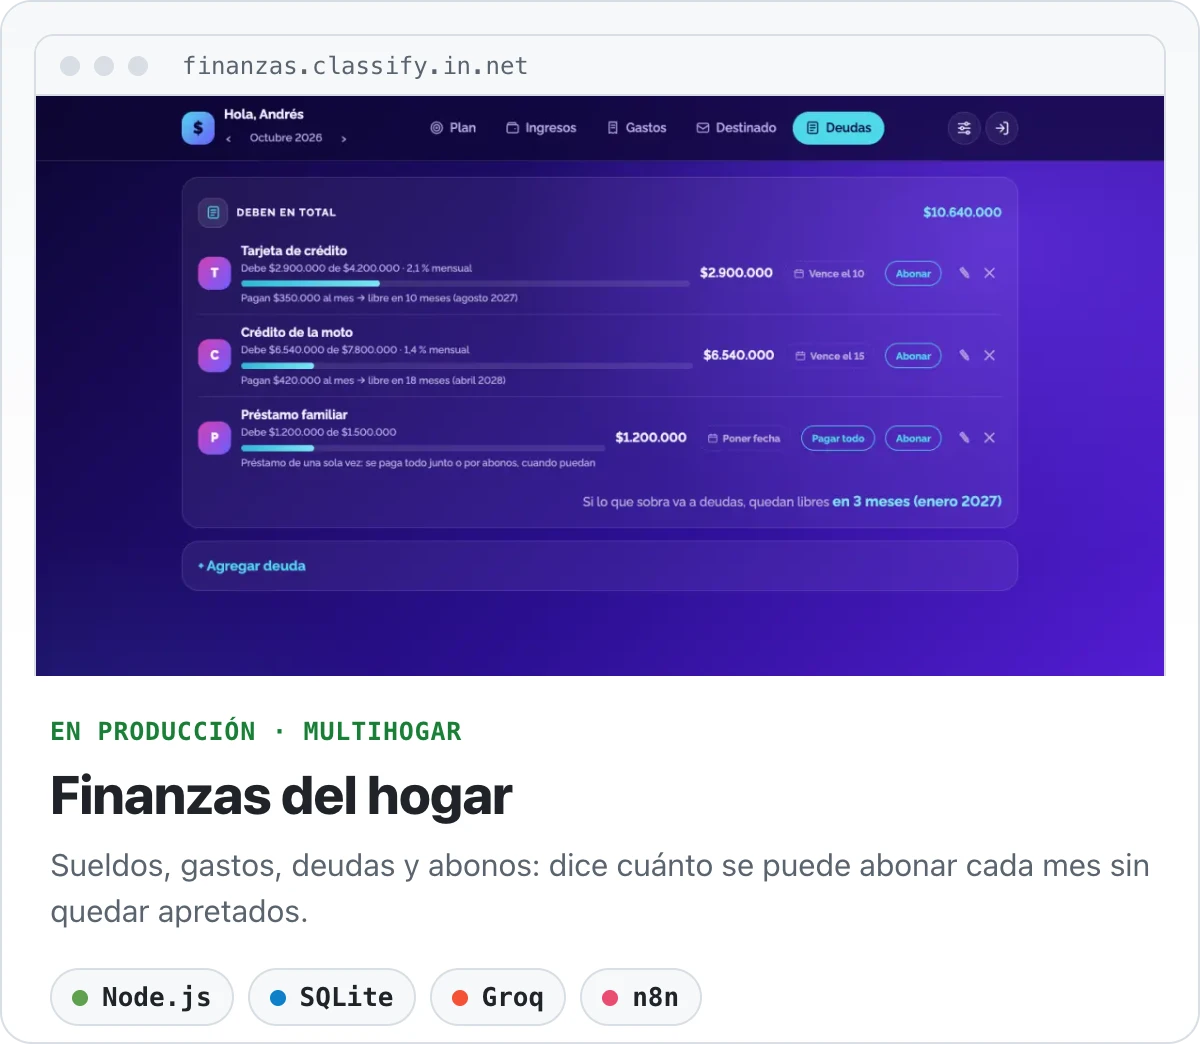 finanzas.classify.in.net
$
Hola, Andrés
‹ Octubre 2026 ›
Plan
Ingresos
Gastos
Destinado
Deudas
DEBEN EN TOTAL
$10.640.000
T
Tarjeta de crédito
Debe $2.900.000 de $4.200.000 · 2,1 % mensual
Pagan $350.000 al mes → libre en 10 meses (agosto 2027)
$2.900.000
Vence el 10
Abonar
C
Crédito de la moto
Debe $6.540.000 de $7.800.000 · 1,4 % mensual
Pagan $420.000 al mes → libre en 18 meses (abril 2028)
$6.540.000
Vence el 15
Abonar
P
Préstamo familiar
Debe $1.200.000 de $1.500.000
Préstamo de una sola vez: se paga todo junto o por abonos, cuando puedan
$1.200.000
Poner fecha
Pagar todo
Abonar
Si lo que sobra va a deudas, quedan libres en 3 meses (enero 2027)
+ Agregar deuda
EN PRODUCCIÓN · MULTIHOGAR
Finanzas del hogar
Sueldos, gastos, deudas y abonos: dice cuánto se puede abonar cada mes sin
quedar apretados.
Node.js
SQLite
Groq
n8n